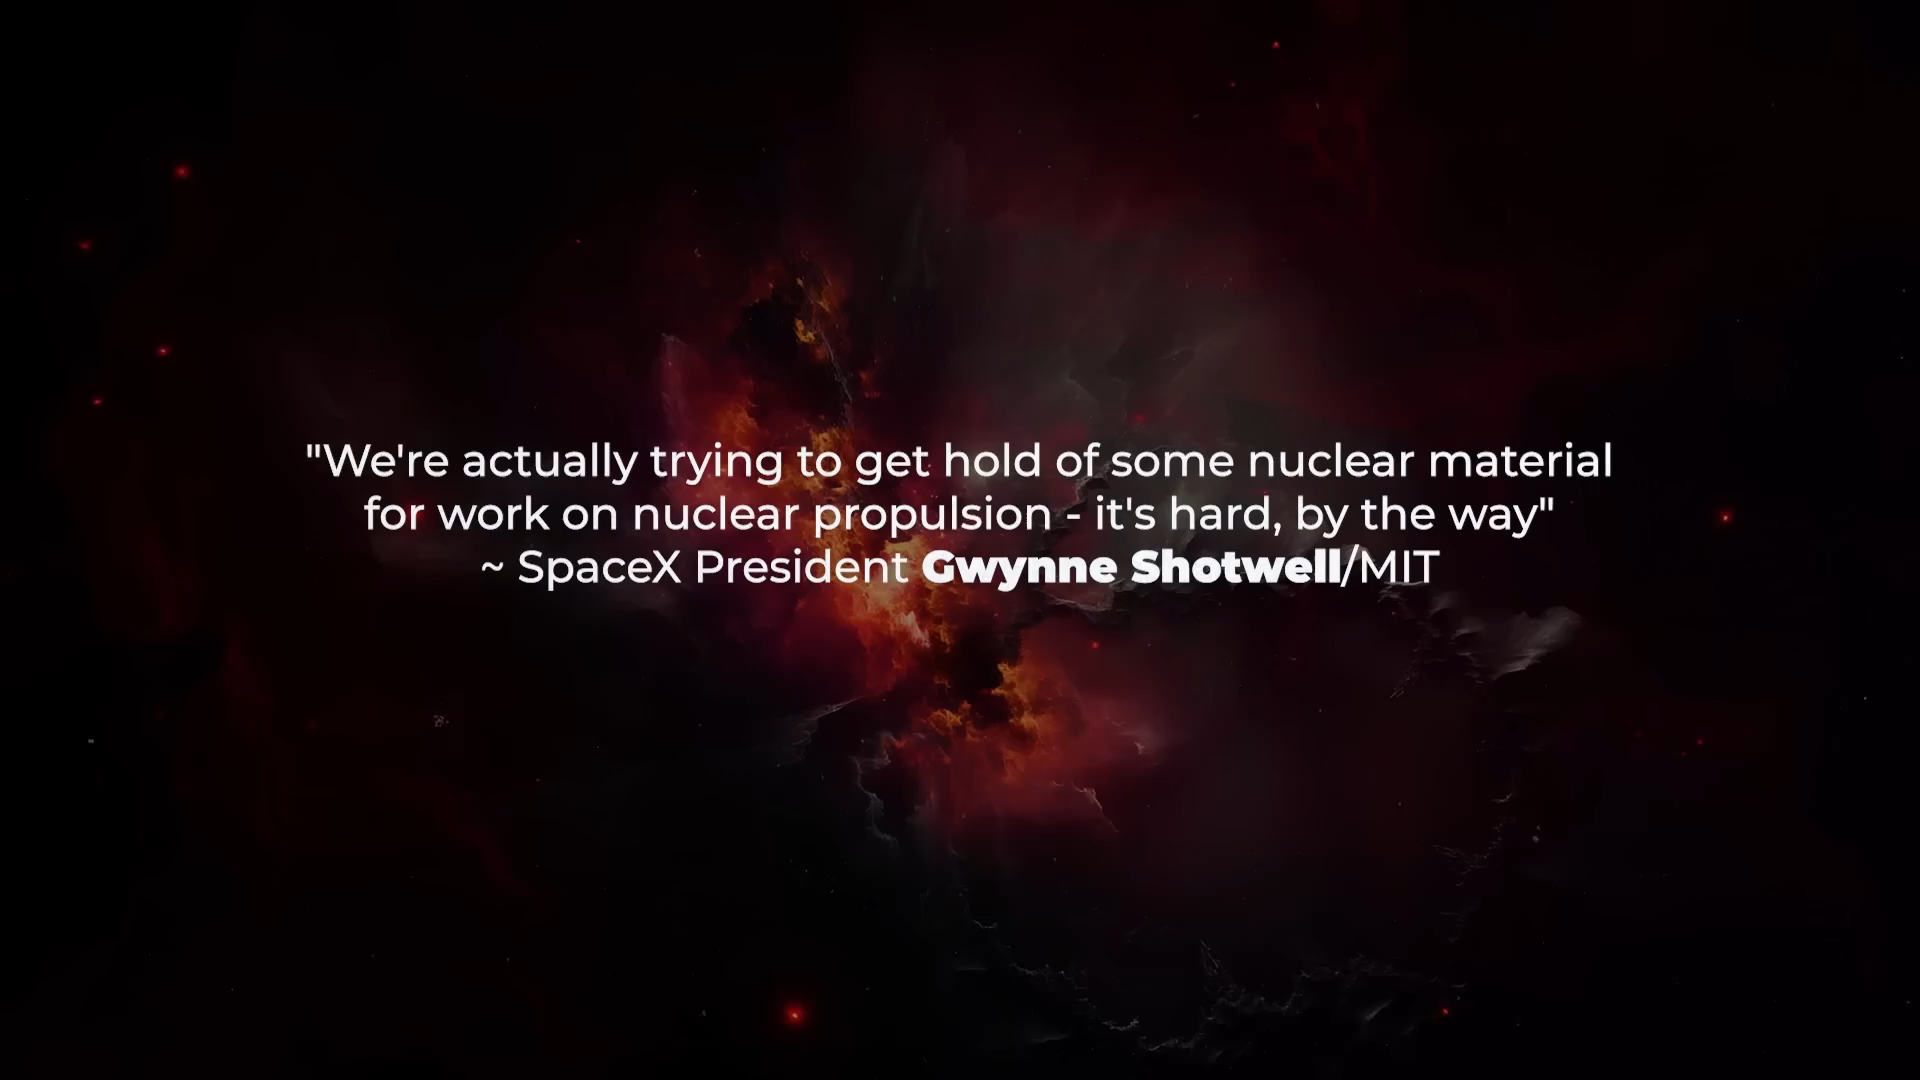 "We're actually trying to get hold of some nuclear material
for work on nuclear propulsion - it's hard, by the way"
~ SpaceX President Gwynne Shotwell/MIT